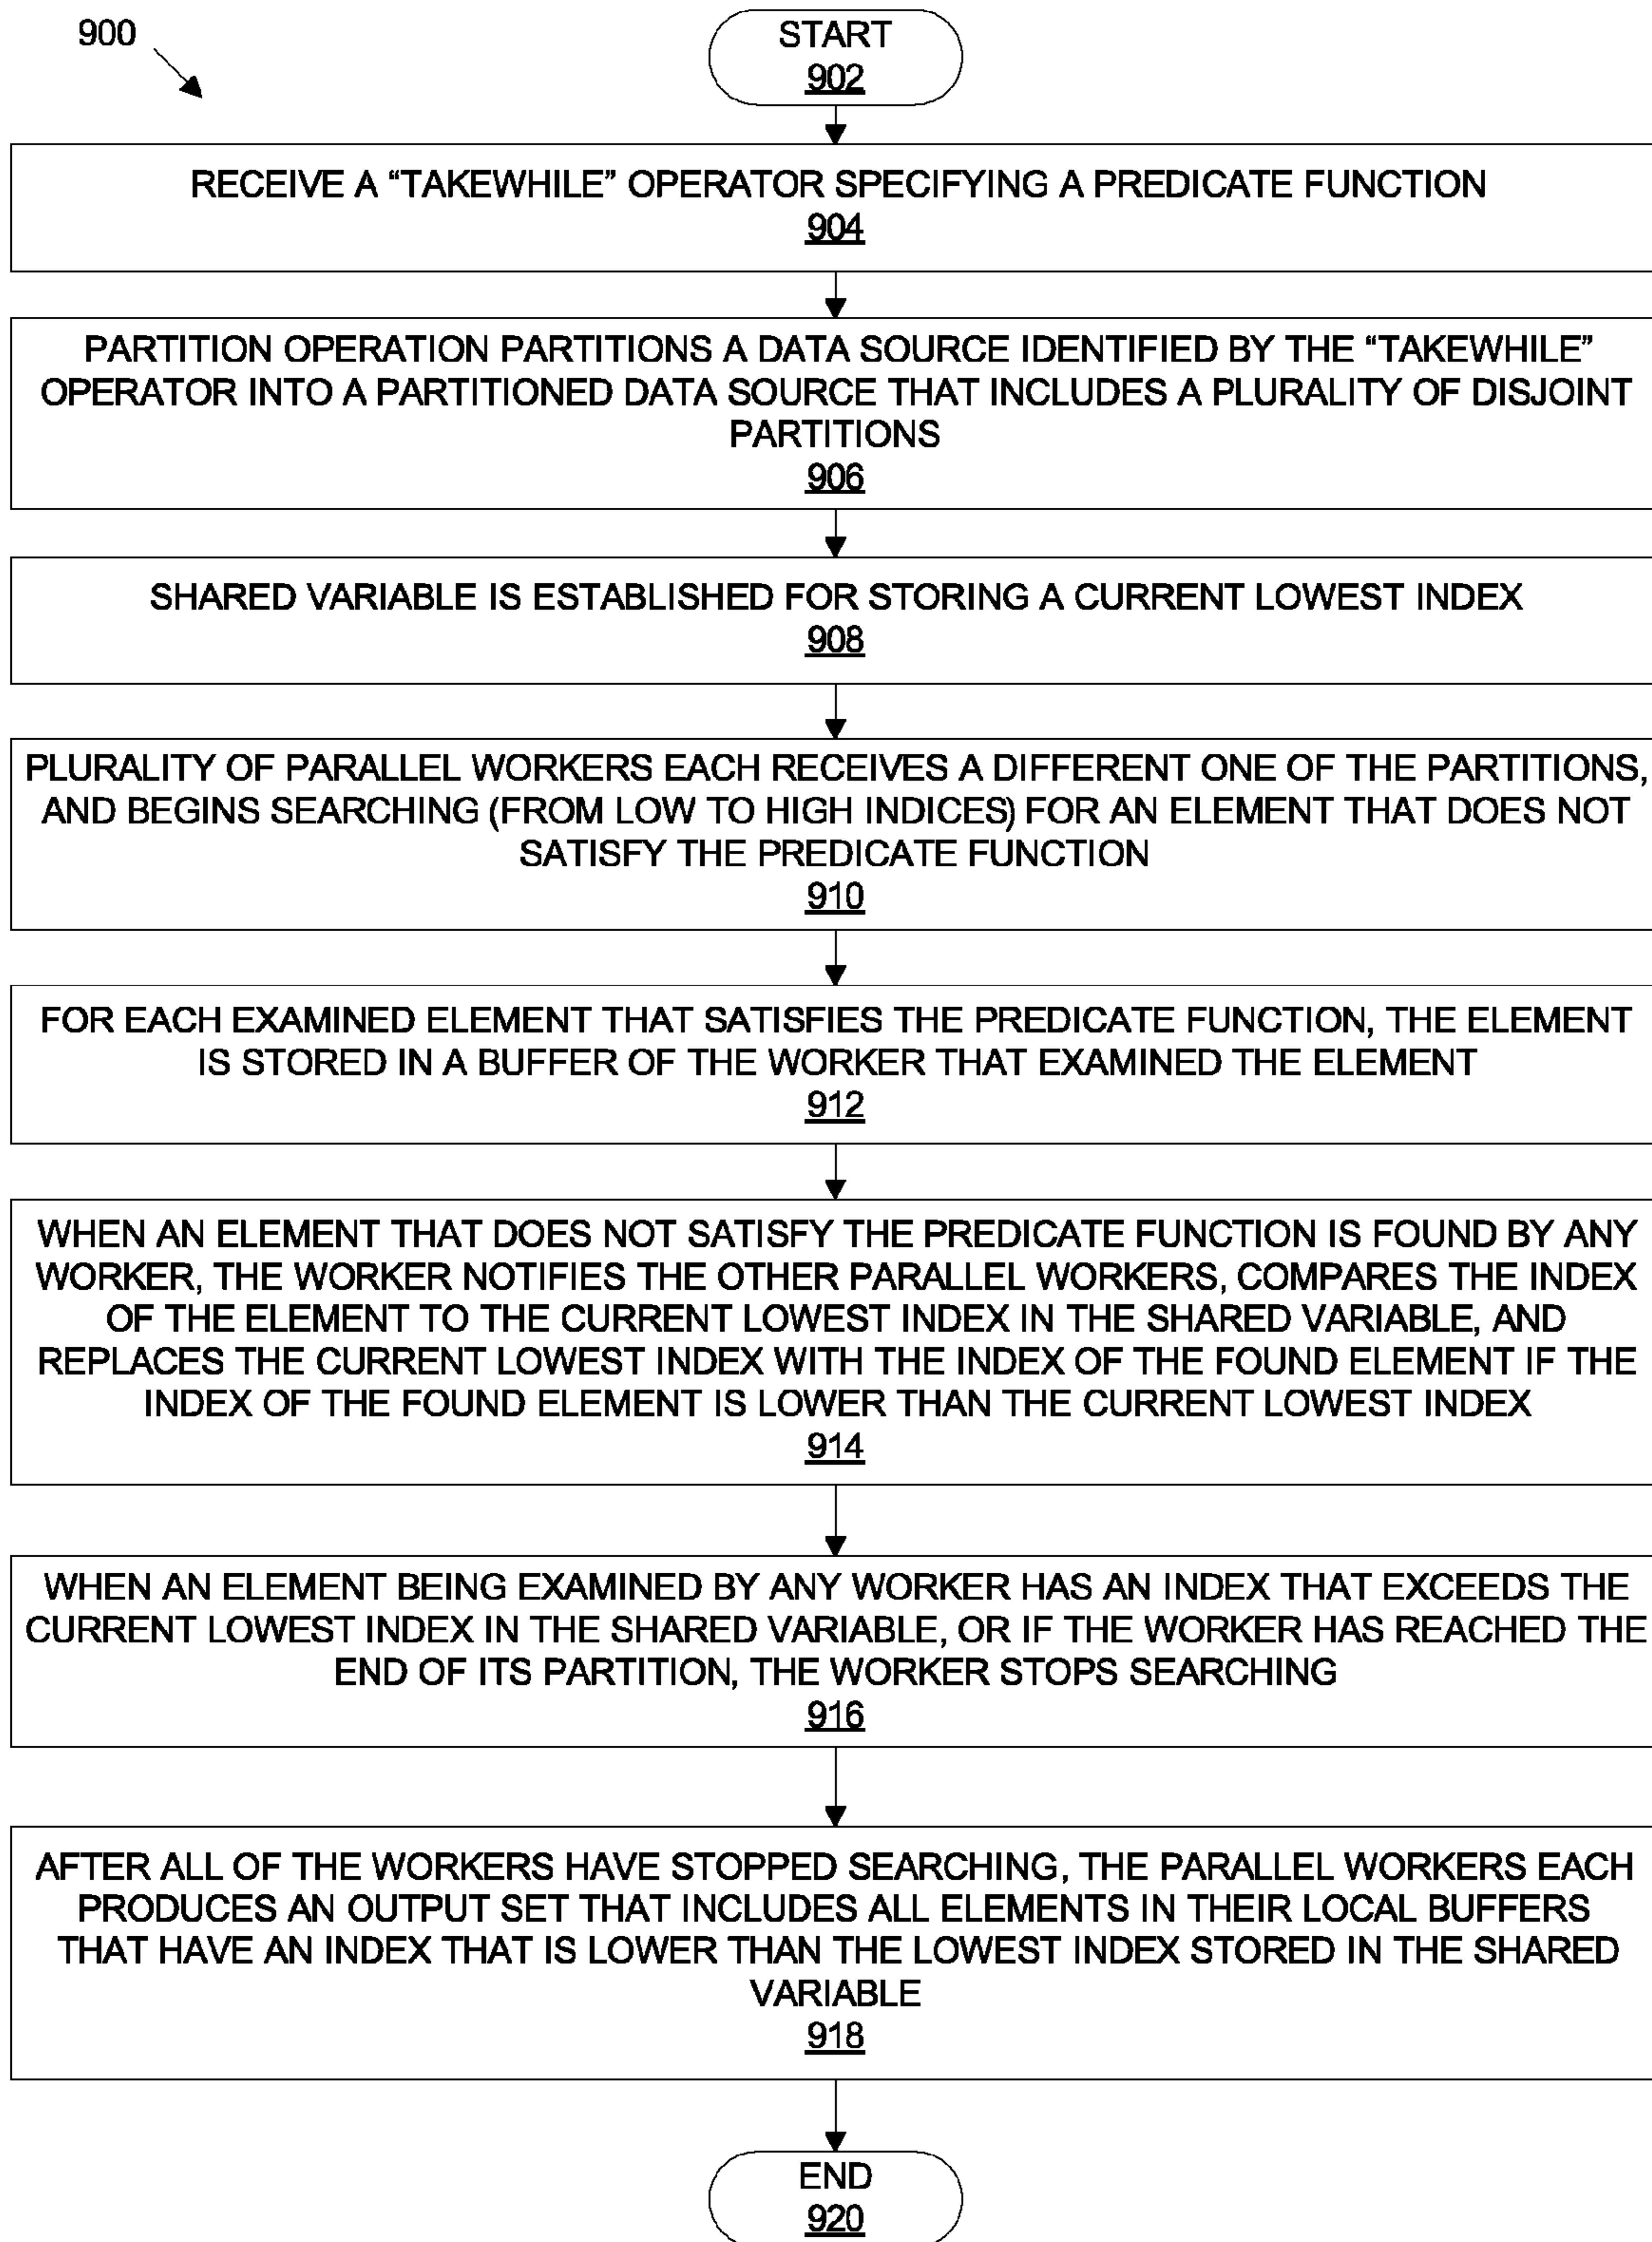 900
START
902
RECEIVE A “TAKEWHILE” OPERATOR SPECIFYING A PREDICATE FUNCTION
904
PARTITION OPERATION PARTITIONS A DATA SOURCE IDENTIFIED BY THE “TAKEWHILE”
OPERATOR INTO A PARTITIONED DATA SOURCE THAT INCLUDES A PLURALITY OF DISJOINT
PARTITIONS
906
SHARED VARIABLE IS ESTABLISHED FOR STORING A CURRENT LOWEST INDEX
908
PLURALITY OF PARALLEL WORKERS EACH RECEIVES A DIFFERENT ONE OF THE PARTITIONS,
AND BEGINS SEARCHING (FROM LOW TO HIGH INDICES) FOR AN ELEMENT THAT DOES NOT
SATISFY THE PREDICATE FUNCTION
910
FOR EACH EXAMINED ELEMENT THAT SATISFIES THE PREDICATE FUNCTION, THE ELEMENT
IS STORED IN A BUFFER OF THE WORKER THAT EXAMINED THE ELEMENT
912
WHEN AN ELEMENT THAT DOES NOT SATISFY THE PREDICATE FUNCTION IS FOUND BY ANY
WORKER, THE WORKER NOTIFIES THE OTHER PARALLEL WORKERS, COMPARES THE INDEX
OF THE ELEMENT TO THE CURRENT LOWEST INDEX IN THE SHARED VARIABLE, AND
REPLACES THE CURRENT LOWEST INDEX WITH THE INDEX OF THE FOUND ELEMENT IF THE
INDEX OF THE FOUND ELEMENT IS LOWER THAN THE CURRENT LOWEST INDEX
914
WHEN AN ELEMENT BEING EXAMINED BY ANY WORKER HAS AN INDEX THAT EXCEEDS THE
CURRENT LOWEST INDEX IN THE SHARED VARIABLE, OR IF THE WORKER HAS REACHED THE
END OF ITS PARTITION, THE WORKER STOPS SEARCHING
916
AFTER ALL OF THE WORKERS HAVE STOPPED SEARCHING, THE PARALLEL WORKERS EACH
PRODUCES AN OUTPUT SET THAT INCLUDES ALL ELEMENTS IN THEIR LOCAL BUFFERS
THAT HAVE AN INDEX THAT IS LOWER THAN THE LOWEST INDEX STORED IN THE SHARED
VARIABLE
918
END
920